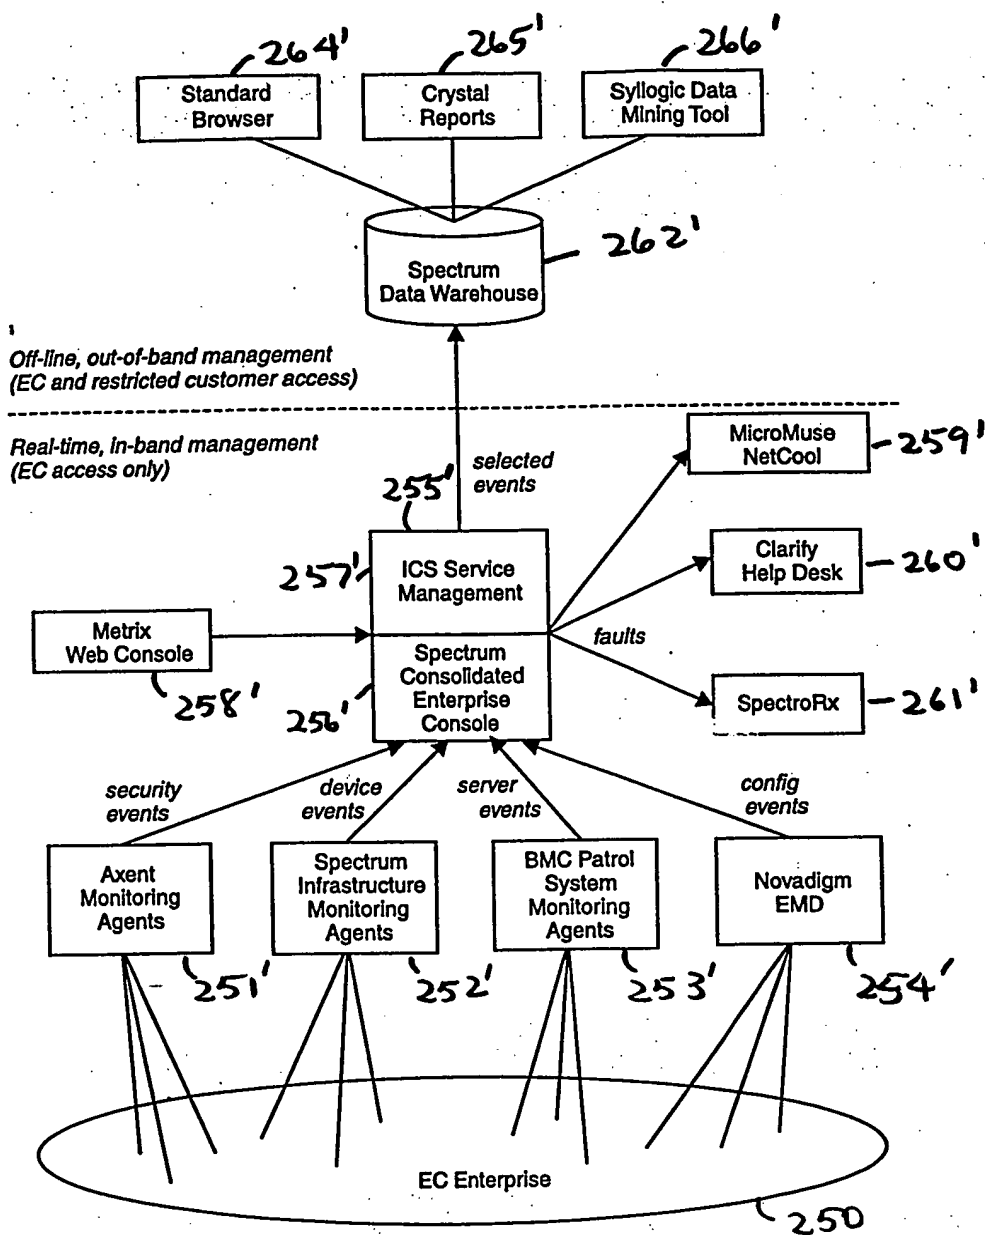 264'
265'
266'
Standard
Browser
Crystal
Reports
Syllogic Data
Mining Tool
262'
Spectrum
Data Warehouse
Off-line, out-of-band management
(EC and restricted customer access)
Real-time, in-band management
(EC access only)
selected
events
MicroMuse
NetCool
259'
255'
257'
ICS Service
Management
Clarify
Help Desk
260'
Metrix
Web Console
258'
Spectrum
Consolidated
Enterprise
Console
256'
faults
SpectroRx
261'
security
events
device
events
server
events
config
events
Axent
Monitoring
Agents
Spectrum
Infrastructure
Monitoring
Agents
BMC Patrol
System
Monitoring
Agents
Novadigm
EMD
251'
252'
253'
254'
EC Enterprise
250